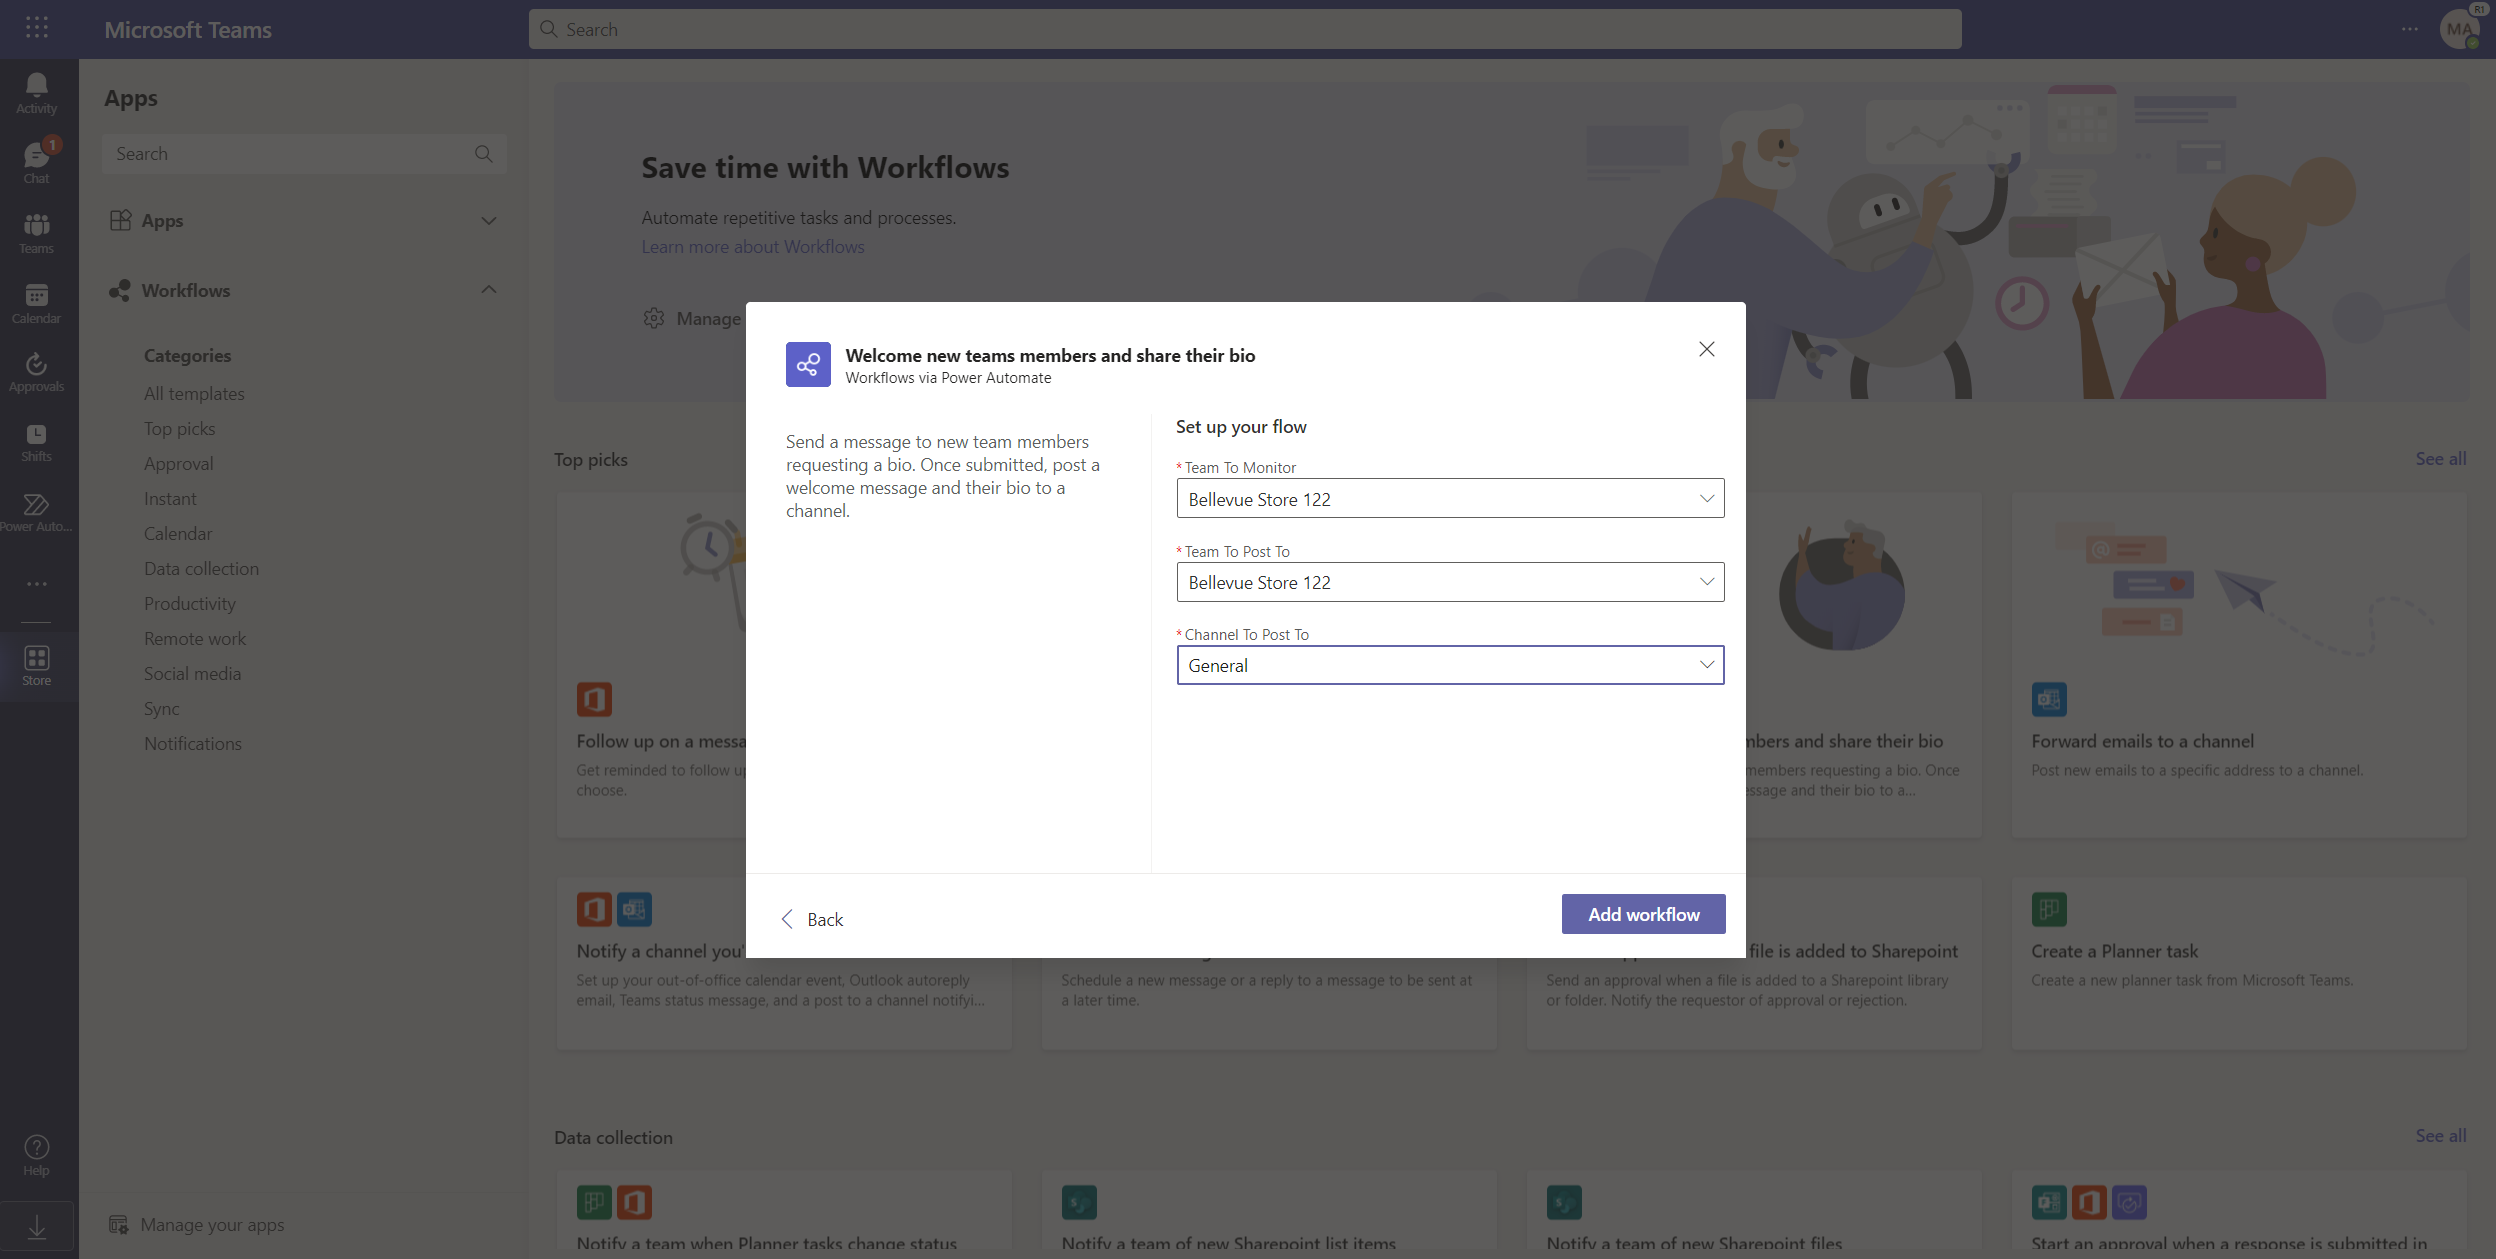 Microsoft Teams
Search
R1
MA
Activity
1
Chat
Teams
Calendar
Approvals
Shifts
Power Auto...
Store
Help
Apps
Search
Apps
Workflows
Categories
All templates
Top picks
Approval
Instant
Calendar
Data collection
Productivity
Remote work
Social media
Sync
Notifications
Manage your apps
Save time with Workflows
Automate repetitive tasks and processes.
Learn more about Workflows
Manage
Top picks
See all
Welcome new teams members and share their bio
Workflows via Power Automate
Send a message to new team members
requesting a bio. Once submitted, post a
welcome message and their bio to a
channel.
Set up your flow
* Team To Monitor
Bellevue Store 122
* Team To Post To
Bellevue Store 122
* Channel To Post To
General
Back
Add workflow
Follow up on a messa
Get reminded to follow u
choose.
mbers and share their bio
members requesting a bio. Once
ssage and their bio to a...
Forward emails to a channel
Post new emails to a specific address to a channel.
Notify a channel you'
Set up your out-of-office calendar event, Outlook autoreply
email, Teams status message, and a post to a channel notifyi...
Schedule a new message or a reply to a message to be sent at
a later time.
file is added to Sharepoint
Send an approval when a file is added to a Sharepoint library
or folder. Notify the requestor of approval or rejection.
Create a Planner task
Create a new planner task from Microsoft Teams.
Data collection
See all
Notify a team when Planner tasks change status
Notify a team of new Sharepoint list items
Notify a team of new Sharepoint files
Start an approval when a response is submitted in